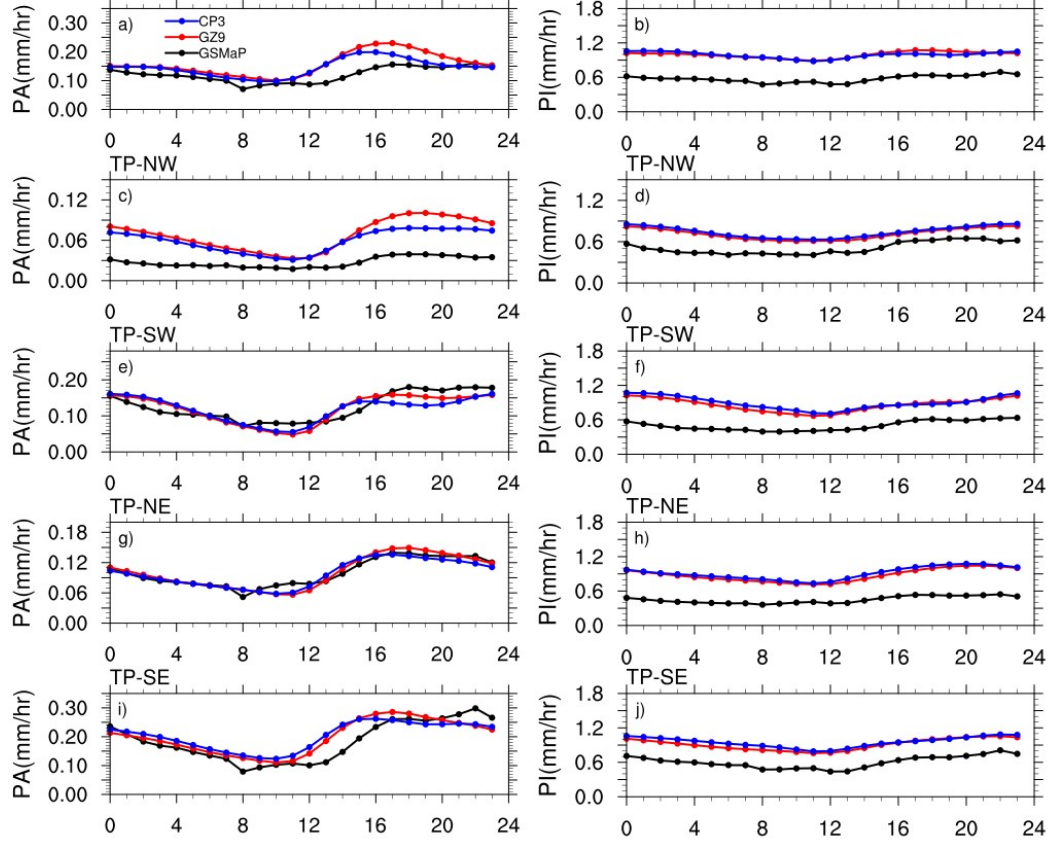 a)
CP3
GZ9
GSMaP
PA(mm/hr)
0.30
0.20
0.10
0.00
0 4 8 12 16 20 24
b)
PI(mm/hr)
1.8
1.2
0.6
0.0
0 4 8 12 16 20 24
TP-NW
c)
PA(mm/hr)
0.12
0.06
0.00
0 4 8 12 16 20 24
TP-NW
d)
PI(mm/hr)
1.2
0.6
0.0
0 4 8 12 16 20 24
TP-SW
e)
PA(mm/hr)
0.20
0.10
0.00
0 4 8 12 16 20 24
TP-SW
f)
PI(mm/hr)
1.8
1.2
0.6
0.0
0 4 8 12 16 20 24
TP-NE
g)
PA(mm/hr)
0.18
0.12
0.06
0.00
0 4 8 12 16 20 24
TP-NE
h)
PI(mm/hr)
1.8
1.2
0.6
0.0
0 4 8 12 16 20 24
TP-SE
i)
PA(mm/hr)
0.30
0.20
0.10
0.00
0 4 8 12 16 20 24
TP-SE
j)
PI(mm/hr)
1.8
1.2
0.6
0.0
0 4 8 12 16 20 24